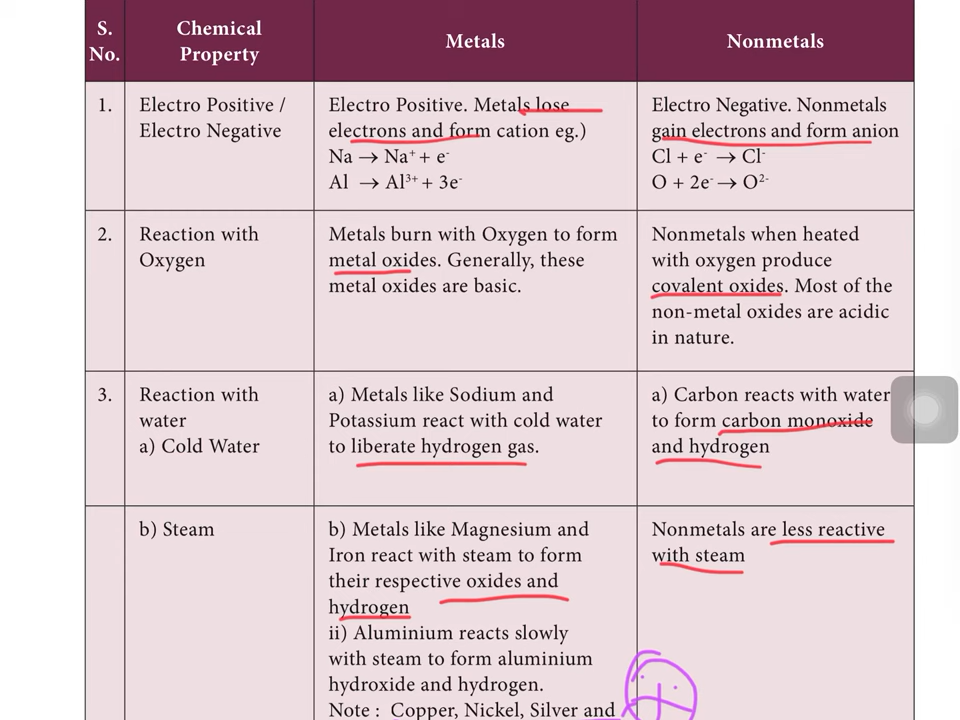 S. No.
Chemical Property
Metals
Nonmetals
1.
Electro Positive /
Electro Negative
Electro Positive. Metals lose
electrons and form cation eg.)
Na → Na⁺ + e⁻
Al → Al³⁺ + 3e⁻
Electro Negative. Nonmetals
gain electrons and form anion
Cl + e⁻ → Cl⁻
O + 2e⁻ → O²⁻
2.
Reaction with
Oxygen
Metals burn with Oxygen to form
metal oxides. Generally, these
metal oxides are basic.
Nonmetals when heated
with oxygen produce
covalent oxides. Most of the
non-metal oxides are acidic
in nature.
3.
Reaction with
water
a) Cold Water
a) Metals like Sodium and
Potassium react with cold water
to liberate hydrogen gas.
a) Carbon reacts with water
to form carbon monoxide
and hydrogen
b) Steam
b) Metals like Magnesium and
Iron react with steam to form
their respective oxides and
hydrogen
ii) Aluminium reacts slowly
with steam to form aluminium
hydroxide and hydrogen.
Note : Copper, Nickel, Silver and
Nonmetals are less reactive
with steam